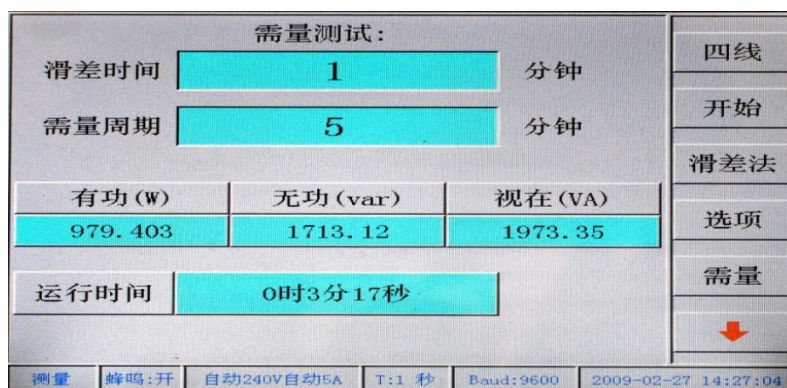 需量测试:
滑差时间 1 分钟
需量周期 5 分钟
有功(W) 无功(var) 视在(VA)
979.403 1713.12 1973.35
运行时间 0时3分17秒
四线
开始
滑差法
选项
需量
测量 蜂鸣:开 自动240V自动5A T:1 秒 Baud:9600 2009-02-27 14:27:04